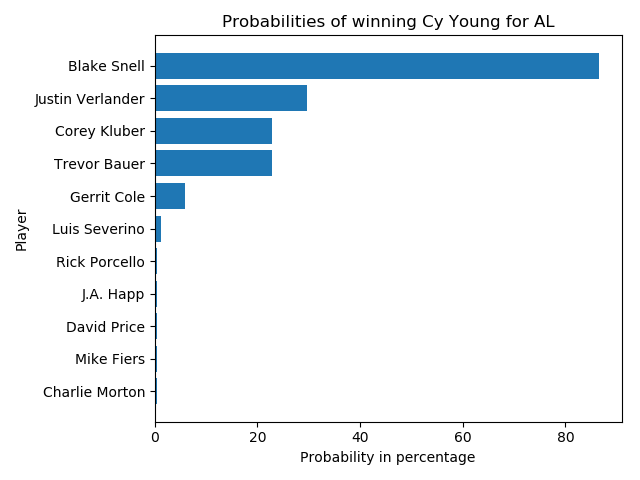 Probabilities of winning Cy Young for AL
Blake Snell
Justin Verlander
Corey Kluber
Trevor Bauer
Gerrit Cole
Luis Severino
Rick Porcello
J.A. Happ
David Price
Mike Fiers
Charlie Morton
Player
0 20 40 60 80
Probability in percentage